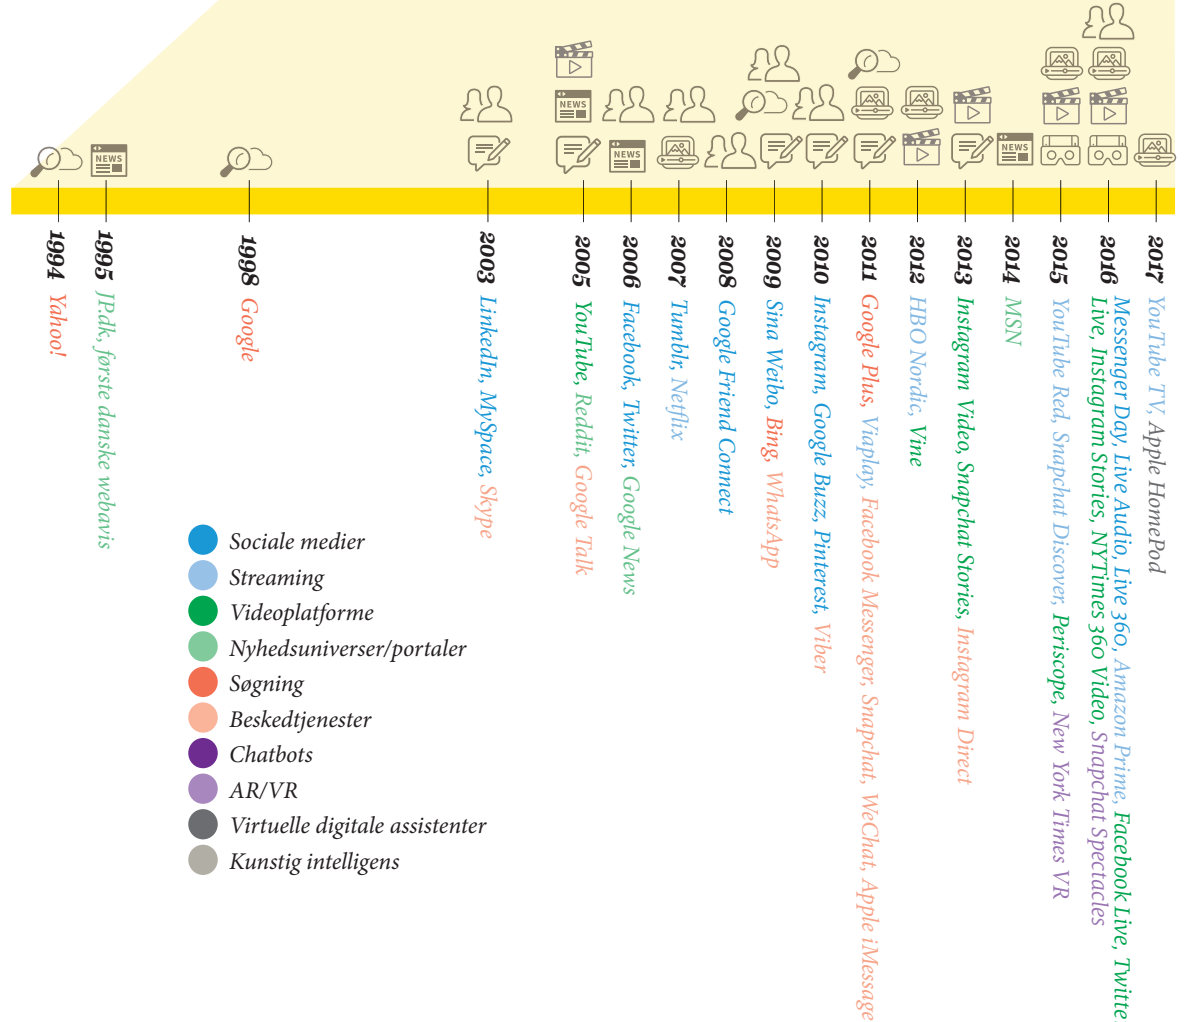 NEWS
NEWS
NEWS
NEWS
1994 Yahoo!
1995 JP.dk, første danske webavis
1998 Google
2003 LinkedIn, MySpace, Skype
2005 YouTube, Reddit, Google Talk
2006 Facebook, Twitter, Google News
2007 Tumblr, Netflix
2008 Google Friend Connect
2009 Sina Weibo, Bing, WhatsApp
2010 Instagram, Google Buzz, Pinterest, Viber
2011 Google Plus, Viaplay, Facebook Messenger, Snapchat, WeChat, Apple iMessage
2012 HBO Nordic, Vine
2013 Instagram Video, Snapchat Stories, Instagram Direct
2014 MSN
2015 YouTube Red, Snapchat Discover, Periscope, New York Times VR
2016 Messenger Day, Live Audio, Live 360, Amazon Prime, Facebook Live, Twitte
Live, Instagram Stories, NYTimes 360 Video, Snapchat Spectacles
2017 YouTube TV, Apple HomePod
Sociale medier
Streaming
Videoplatforme
Nyhedsuniverser/portaler
Søgning
Beskedtjenester
Chatbots
AR/VR
Virtuelle digitale assistenter
Kunstig intelligens